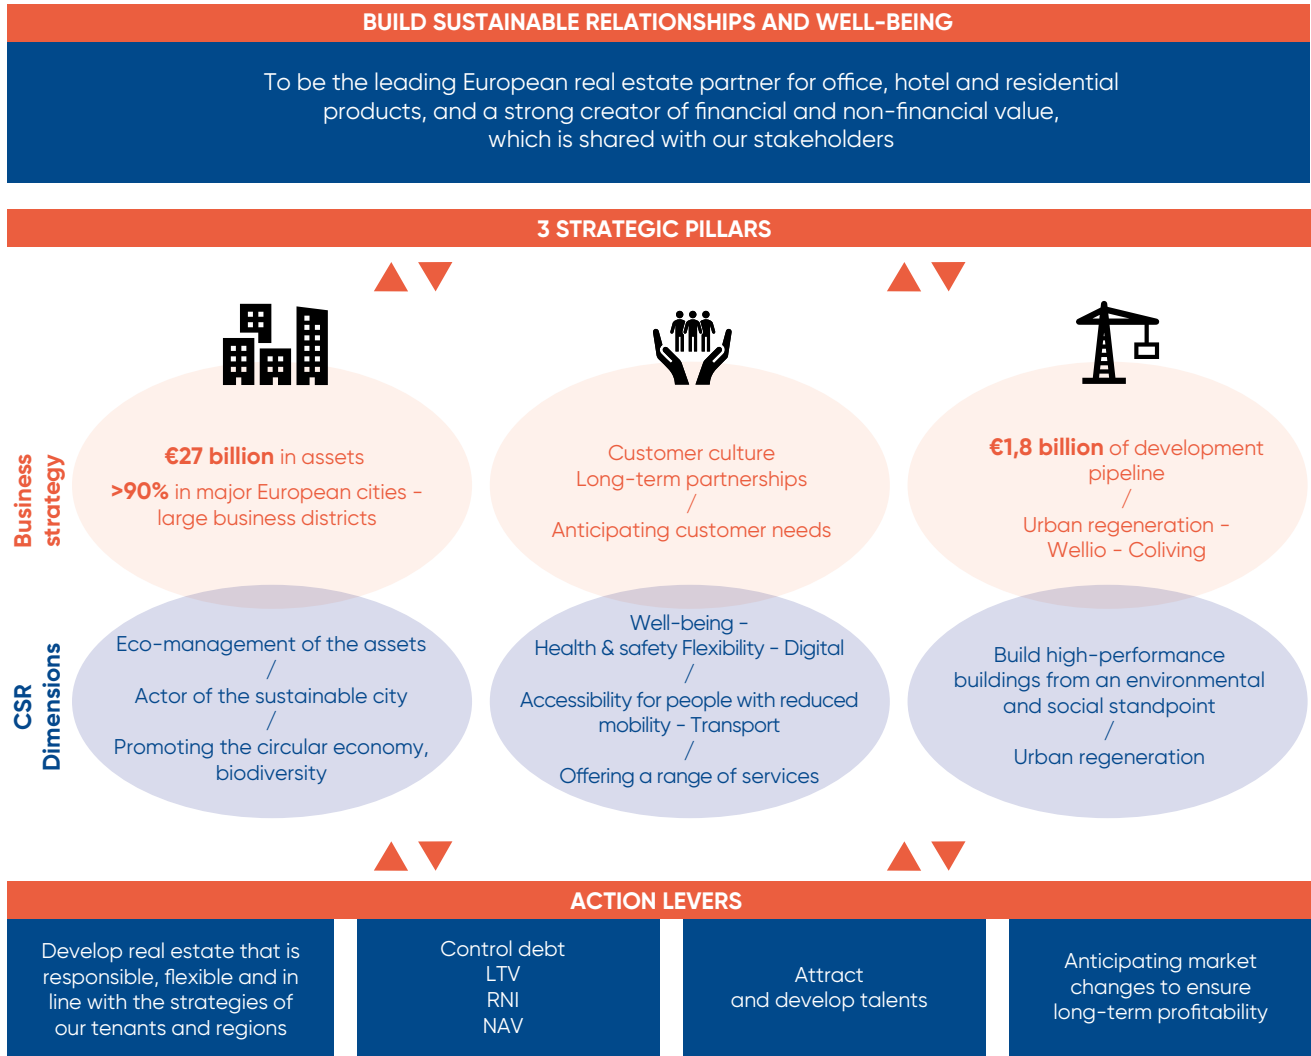 BUILD SUSTAINABLE RELATIONSHIPS AND WELL-BEING
To be the leading European real estate partner for office, hotel and residential
products, and a strong creator of financial and non-financial value,
which is shared with our stakeholders
3 STRATEGIC PILLARS
Business
strategy
€27 billion in assets
>90% in major European cities -
large business districts
Customer culture
Long-term partnerships
/
Anticipating customer needs
€1,8 billion of development
pipeline
/
Urban regeneration -
Wellio - Coliving
CSR
Dimensions
Eco-management of the assets
/
Actor of the sustainable city
/
Promoting the circular economy,
biodiversity
Well-being -
Health & safety Flexibility - Digital
/
Accessibility for people with reduced
mobility - Transport
/
Offering a range of services
Build high-performance
buildings from an environmental
and social standpoint
/
Urban regeneration
ACTION LEVERS
Develop real estate that is
responsible, flexible and in
line with the strategies of
our tenants and regions
Control debt
LTV
RNI
NAV
Attract
and develop talents
Anticipating market
changes to ensure
long-term profitability